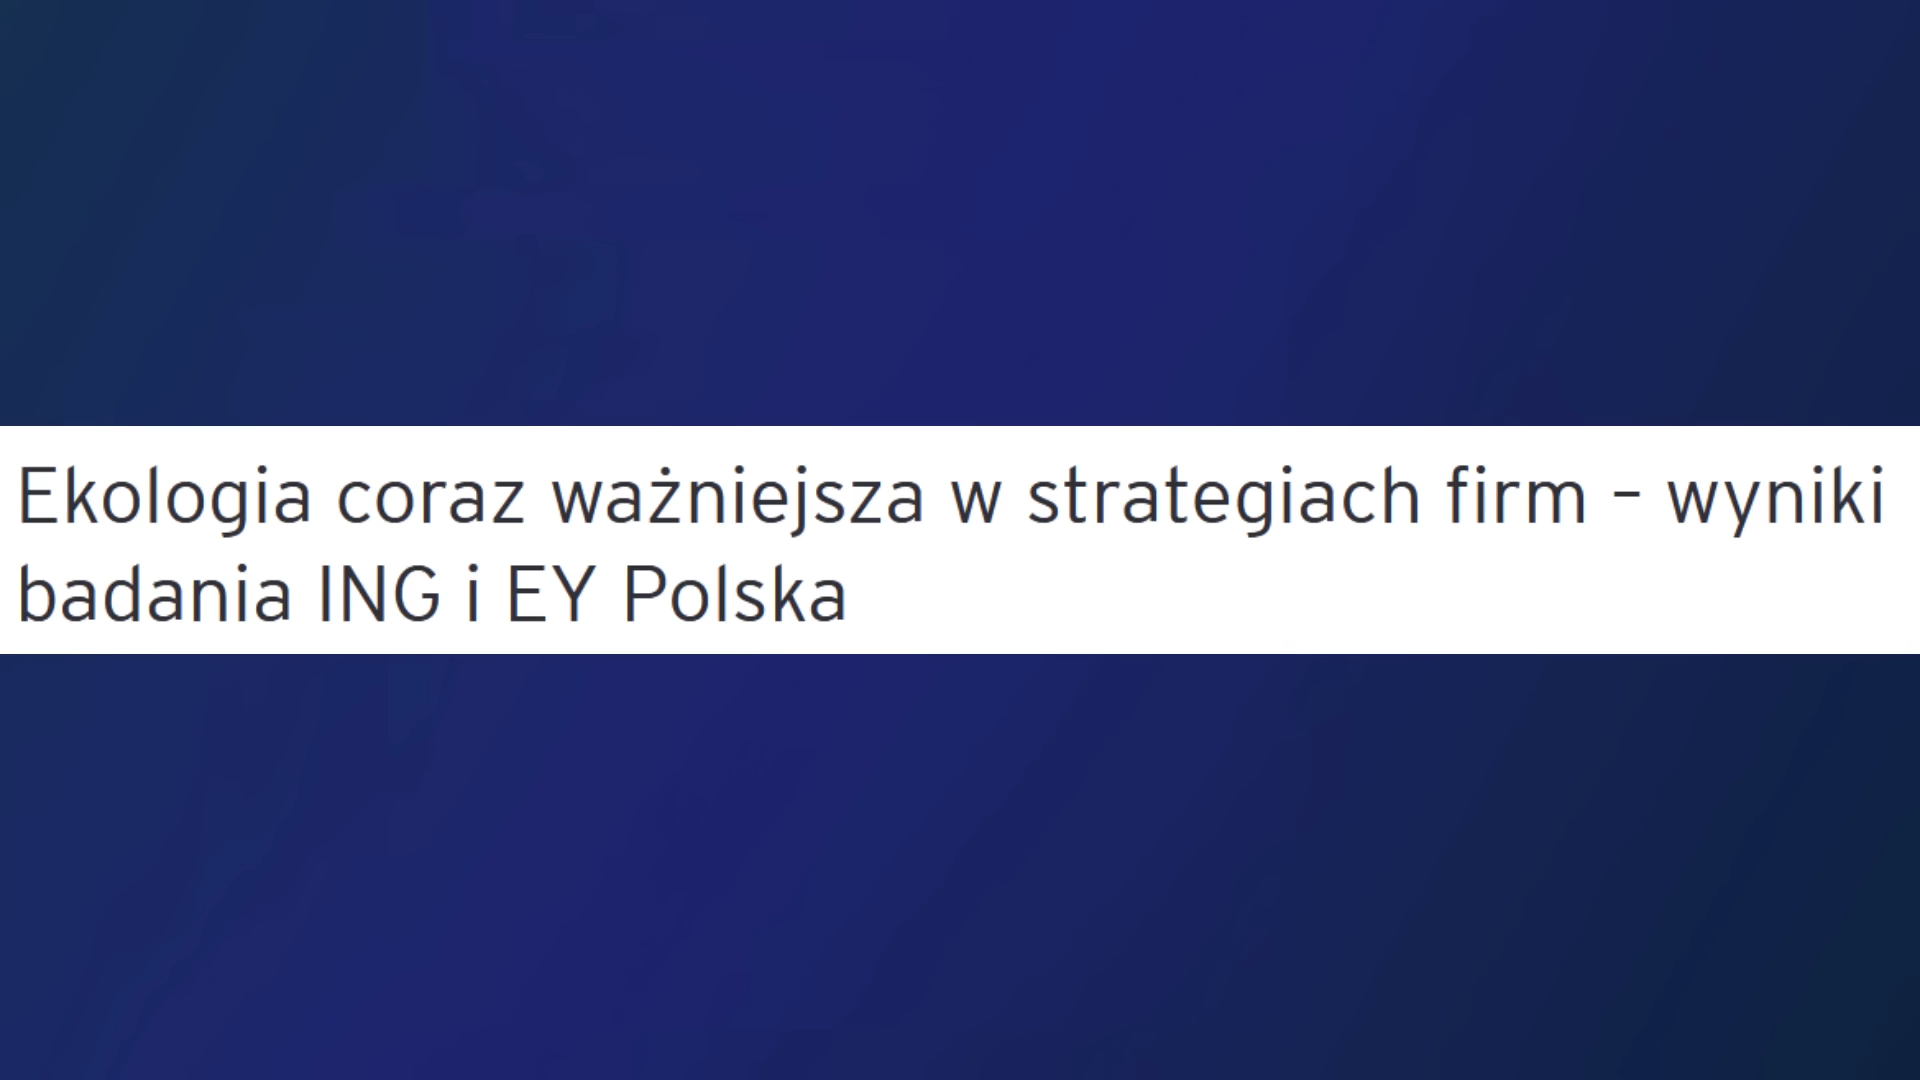 Ekologia coraz ważniejsza w strategiach firm – wyniki
badania ING i EY Polska